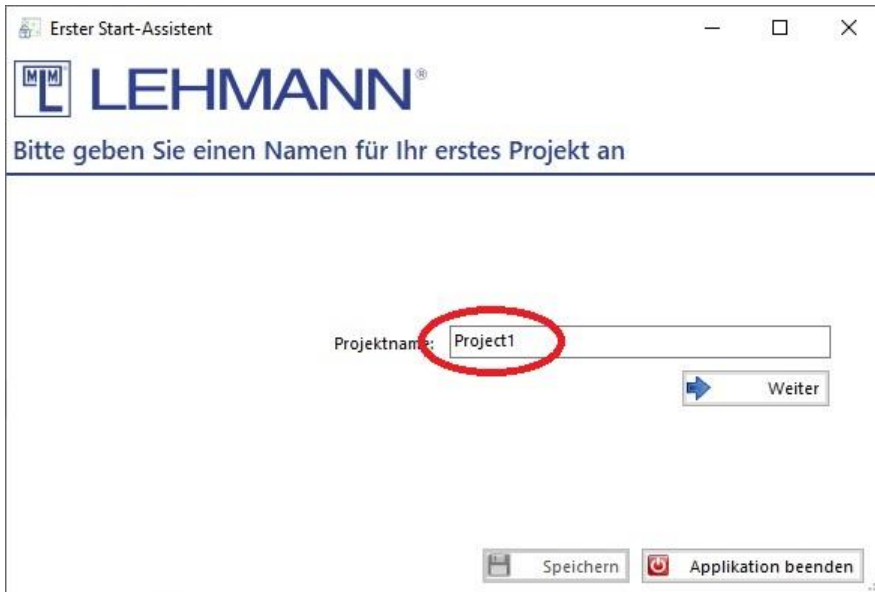 Erster Start-Assistent
MLM LEHMANN®
Bitte geben Sie einen Namen für Ihr erstes Projekt an
Projektname: Project1
Weiter
Speichern Applikation beenden